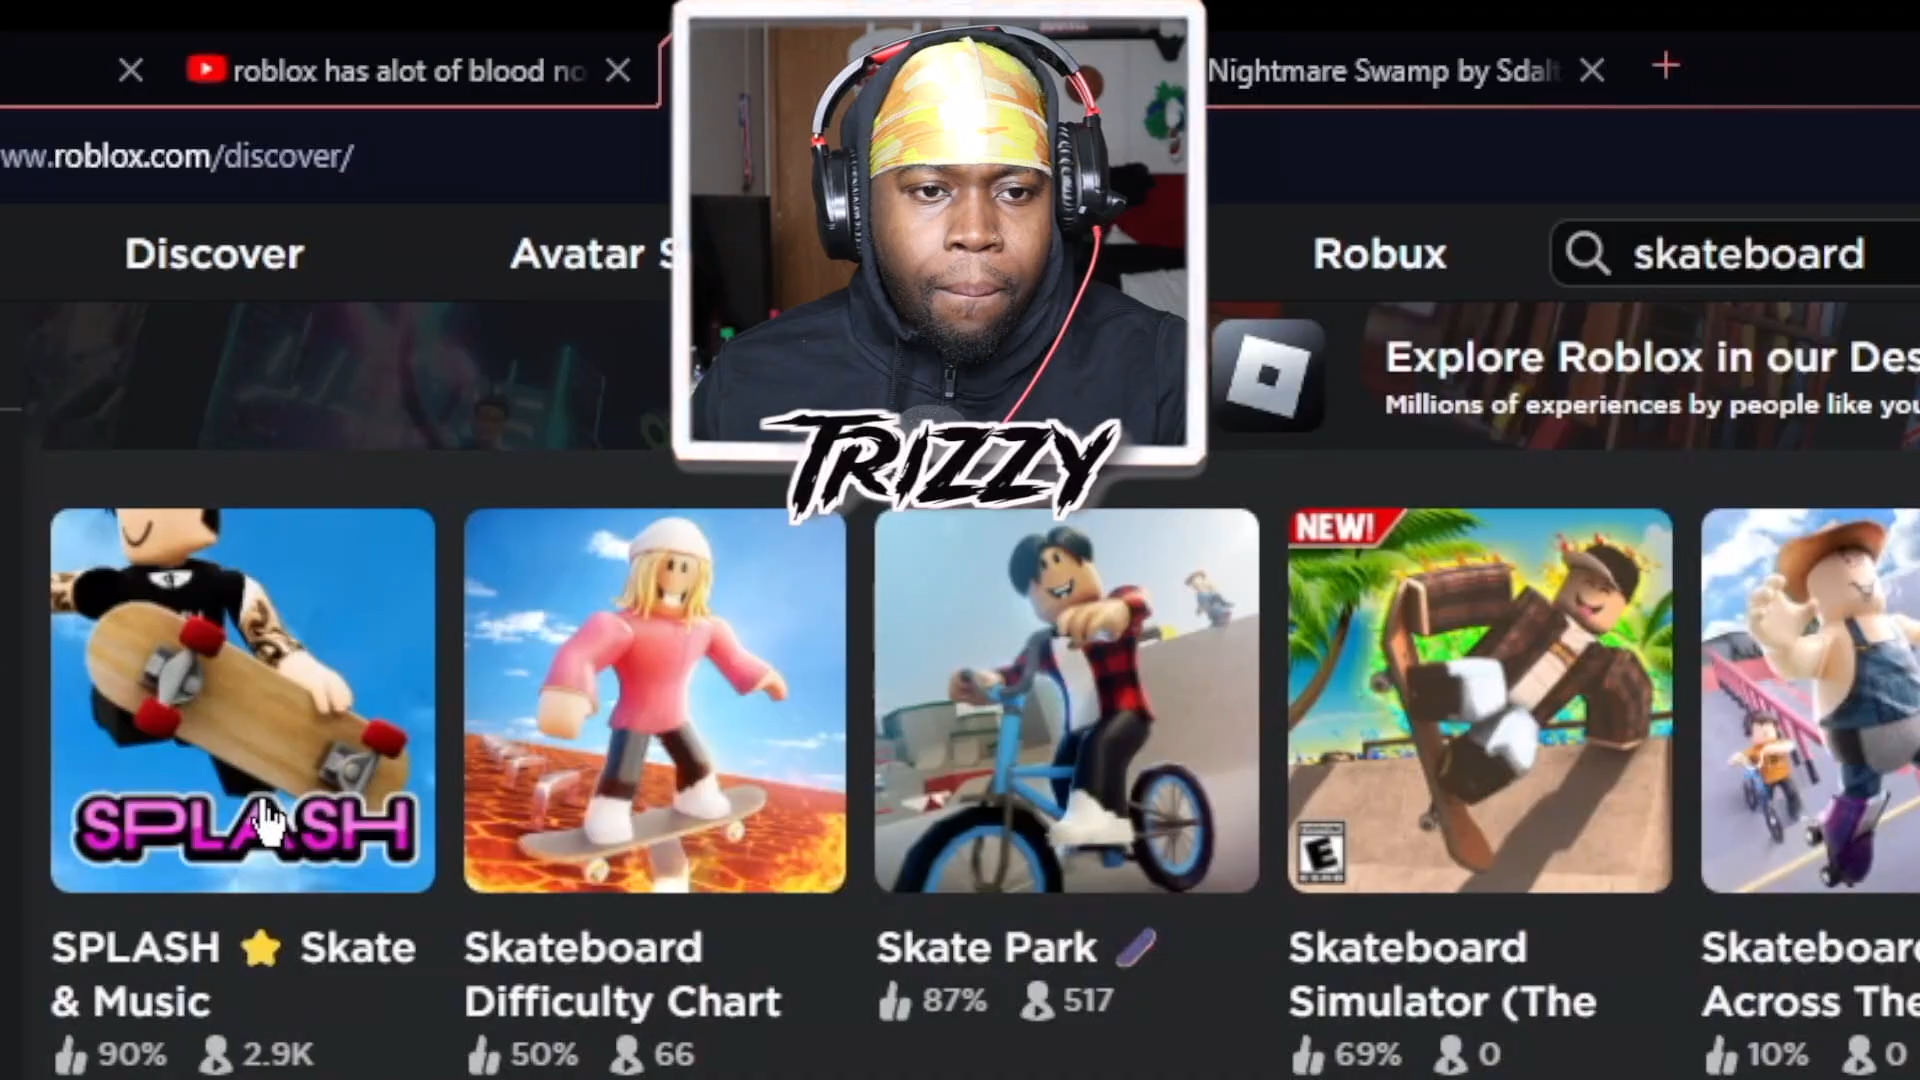 roblox has alot of blood no
Nightmare Swamp by Sdalt
ww.roblox.com/discover/
Discover
Avatar S
Robux
skateboard
Explore Roblox in our Des
Millions of experiences by people like you
TRIZZY
NEW!
SPLASH
E
SPLASH ⭐ Skate
& Music
90% 2.9K
Skateboard
Difficulty Chart
50% 66
Skate Park
87% 517
Skateboard
Simulator (The
69% 0
Skateboard
Across The
10% 0